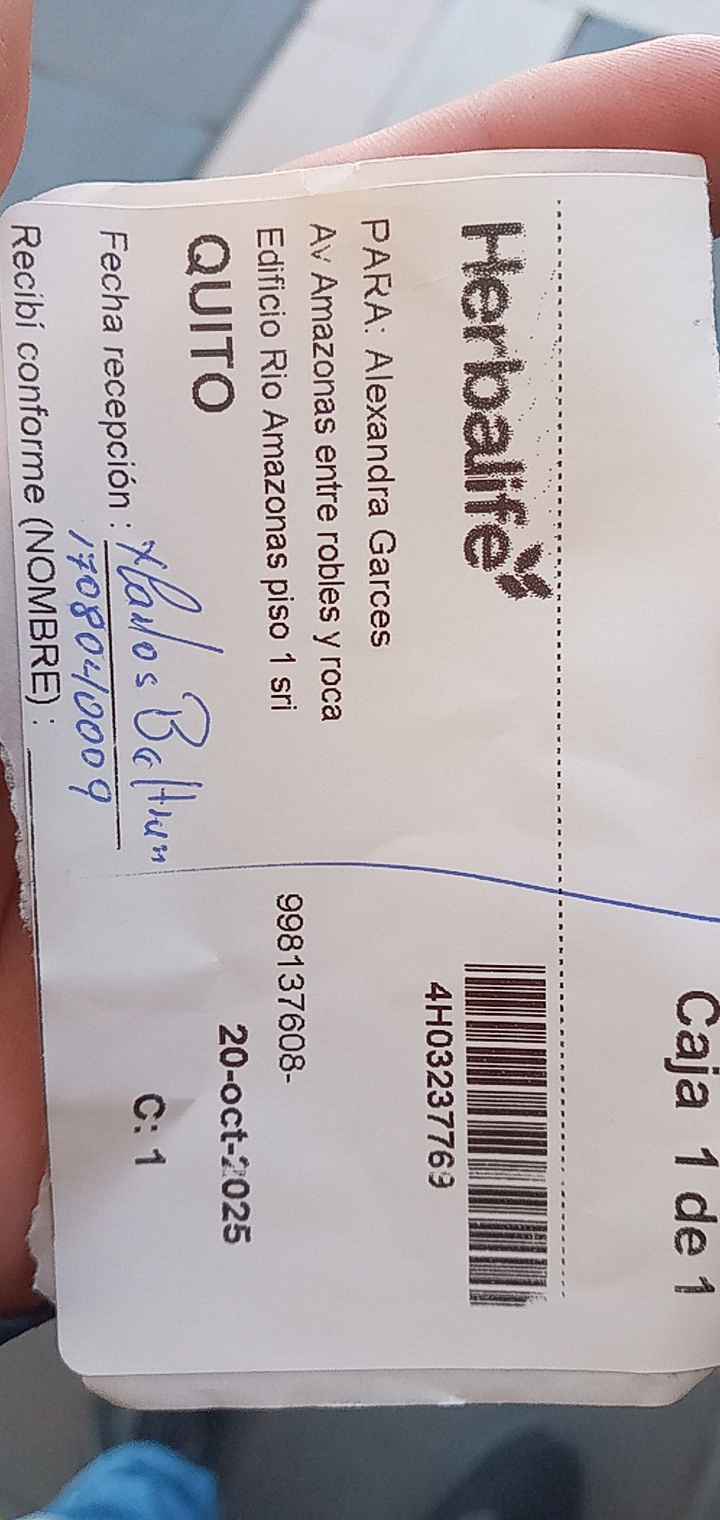 Caja 1 de 1
Herbalife
4H03237769
PARA: Alexandra Garces
Av Amazonas entre robles y roca
Edificio Rio Amazonas piso 1 sri
998137608-
QUITO
20-oct-2025
C: 1
Fecha recepción :
1708040009
Recibí conforme (NOMBRE) :